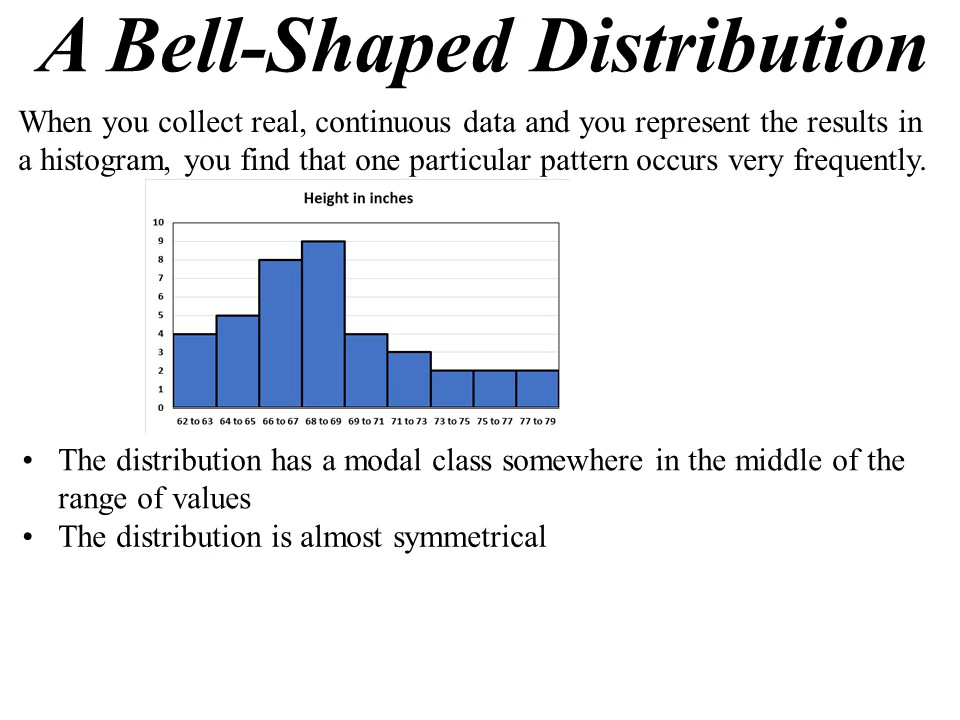 A Bell-Shaped Distribution
When you collect real, continuous data and you represent the results in
a histogram, you find that one particular pattern occurs very frequently.
Height in inches
10
9
8
7
6
5
4
3
2
1
0
62 to 63 64 to 65 66 to 67 68 to 69 69 to 71 71 to 73 73 to 75 75 to 77 77 to 79
• The distribution has a modal class somewhere in the middle of the
range of values
• The distribution is almost symmetrical